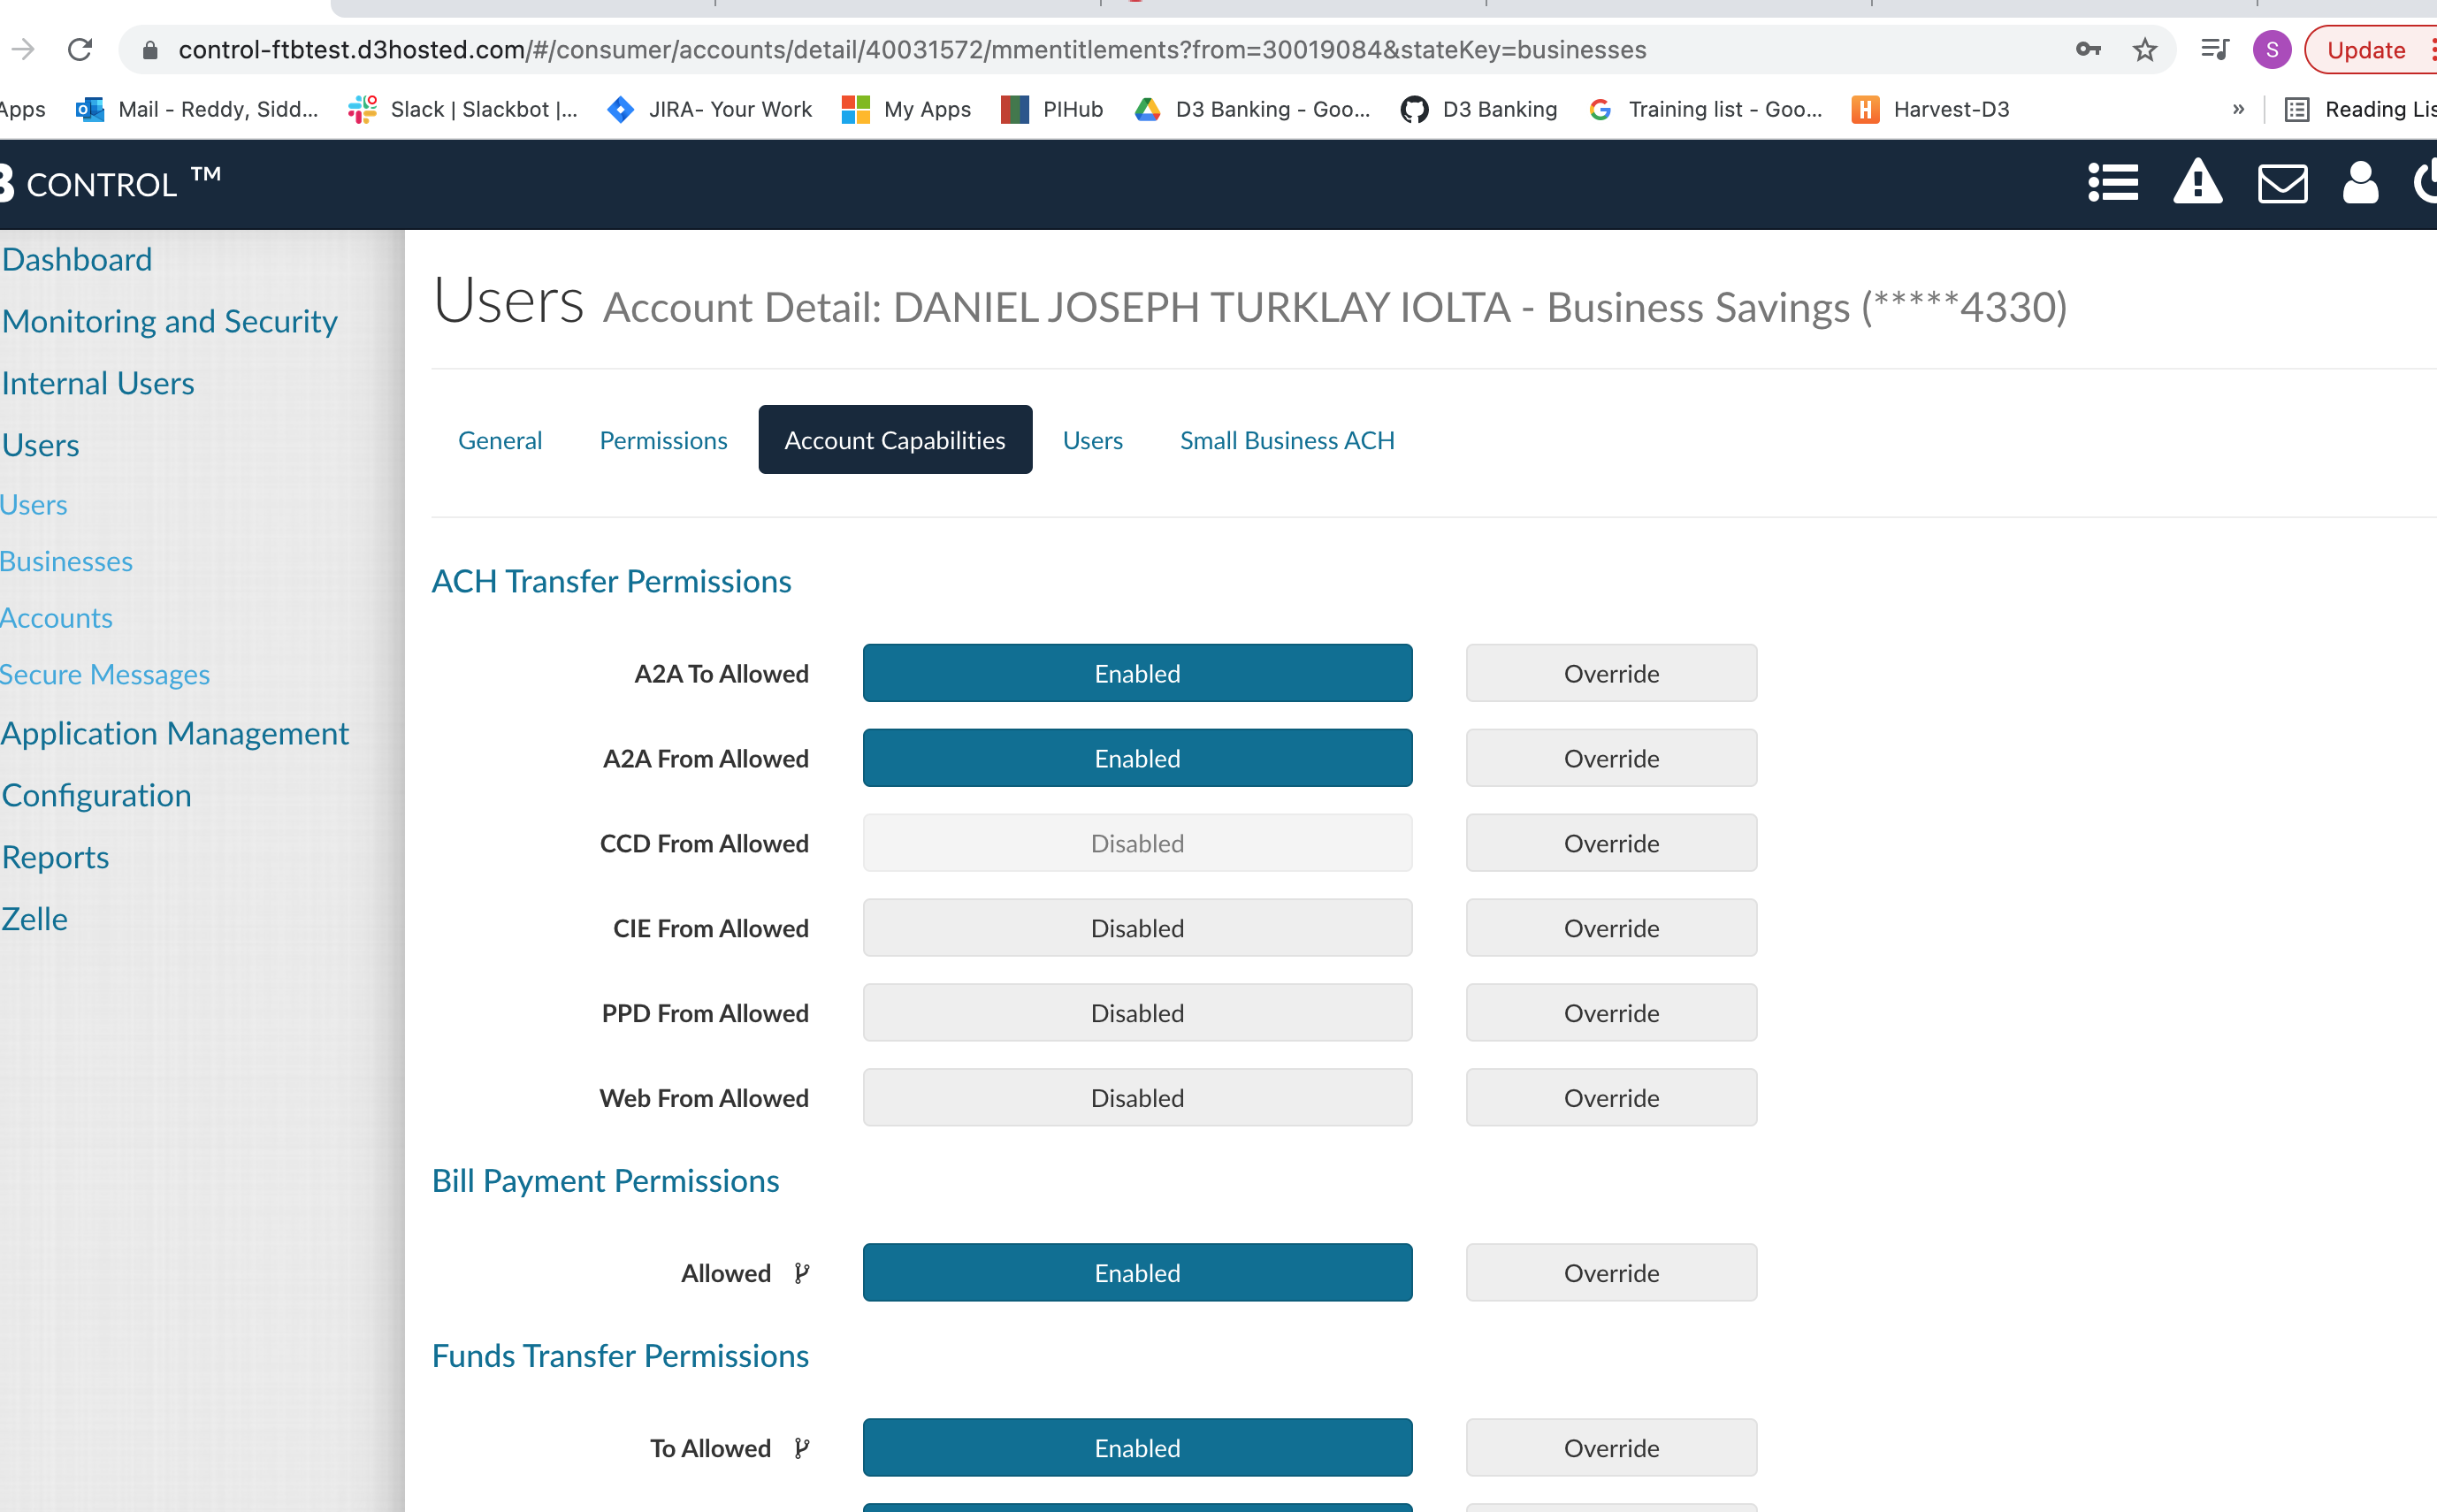 control-ftbtest.d3hosted.com/#/consumer/accounts/detail/40031572/mmentitlements?from=30019084&stateKey=businesses
S
Update
Apps Mail - Reddy, Sidd... Slack | Slackbot |... JIRA- Your Work My Apps PIHub D3 Banking - Goo... D3 Banking Training list - Goo... H Harvest-D3 » Reading Lis
3 CONTROL ™
Dashboard
Monitoring and Security
Internal Users
Users
Users
Businesses
Accounts
Secure Messages
Application Management
Configuration
Reports
Zelle
Users Account Detail: DANIEL JOSEPH TURKLAY IOLTA - Business Savings (*****4330)
General Permissions Account Capabilities Users Small Business ACH
ACH Transfer Permissions
A2A To Allowed Enabled Override
A2A From Allowed Enabled Override
CCD From Allowed Disabled Override
CIE From Allowed Disabled Override
PPD From Allowed Disabled Override
Web From Allowed Disabled Override
Bill Payment Permissions
Allowed Enabled Override
Funds Transfer Permissions
To Allowed Enabled Override